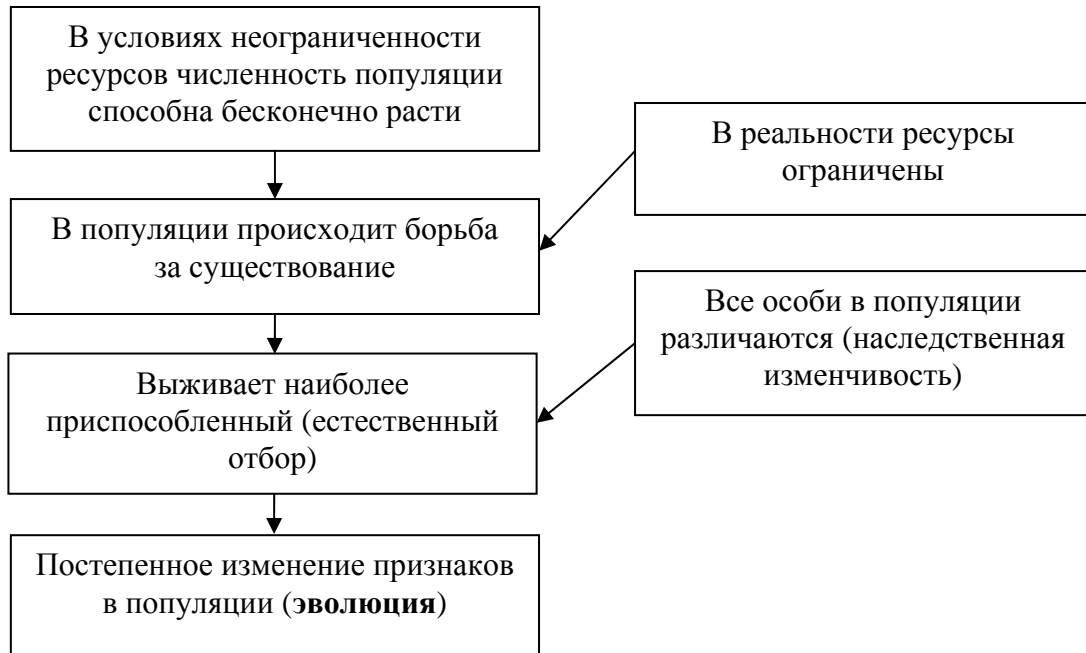 В условиях неограниченности
ресурсов численность популяции
способна бесконечно расти
В реальности ресурсы
ограничены
В популяции происходит борьба
за существование
Все особи в популяции
различаются (наследственная
изменчивость)
Выживает наиболее
приспособленный (естественный
отбор)
Постепенное изменение признаков
в популяции (эволюция)